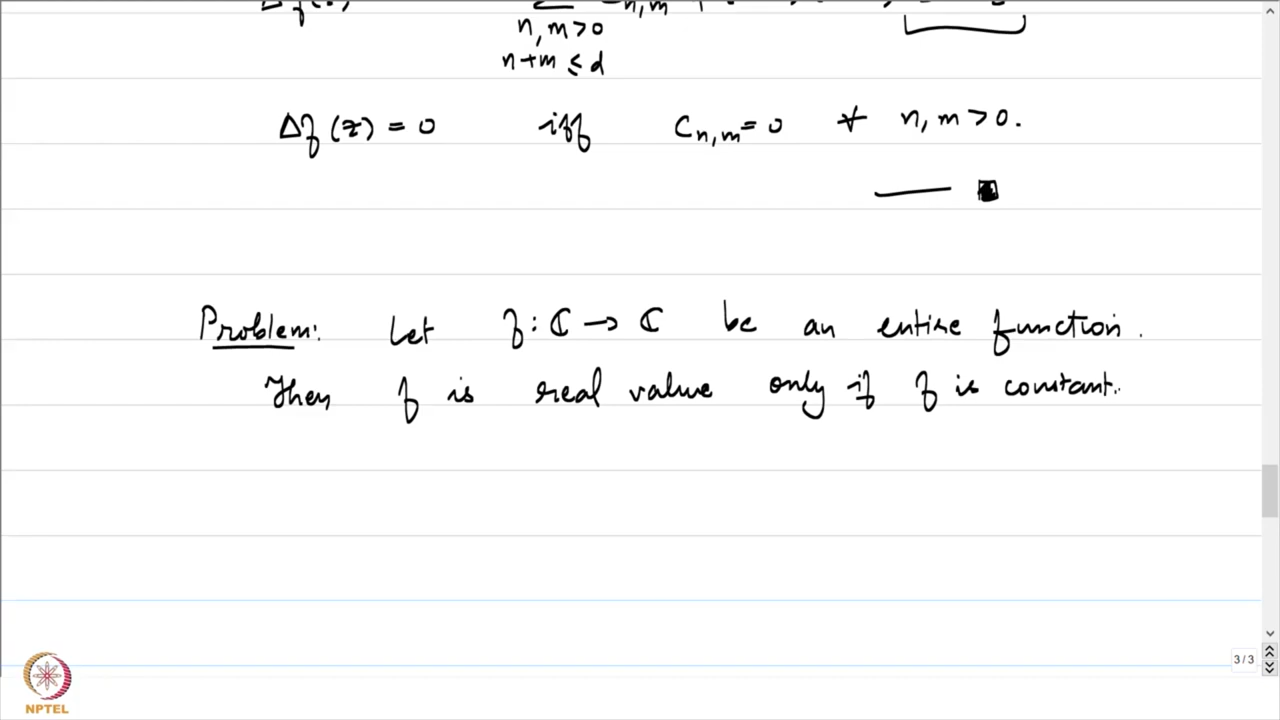 n, m > 0
n + m ≤ d
Δf(z) = 0 iff C_{n,m} = 0 ∀ n, m > 0.
Problem: Let f : ℂ → ℂ be an entire function.
Then f is real value only if f is constant.
3 / 3
NPTEL